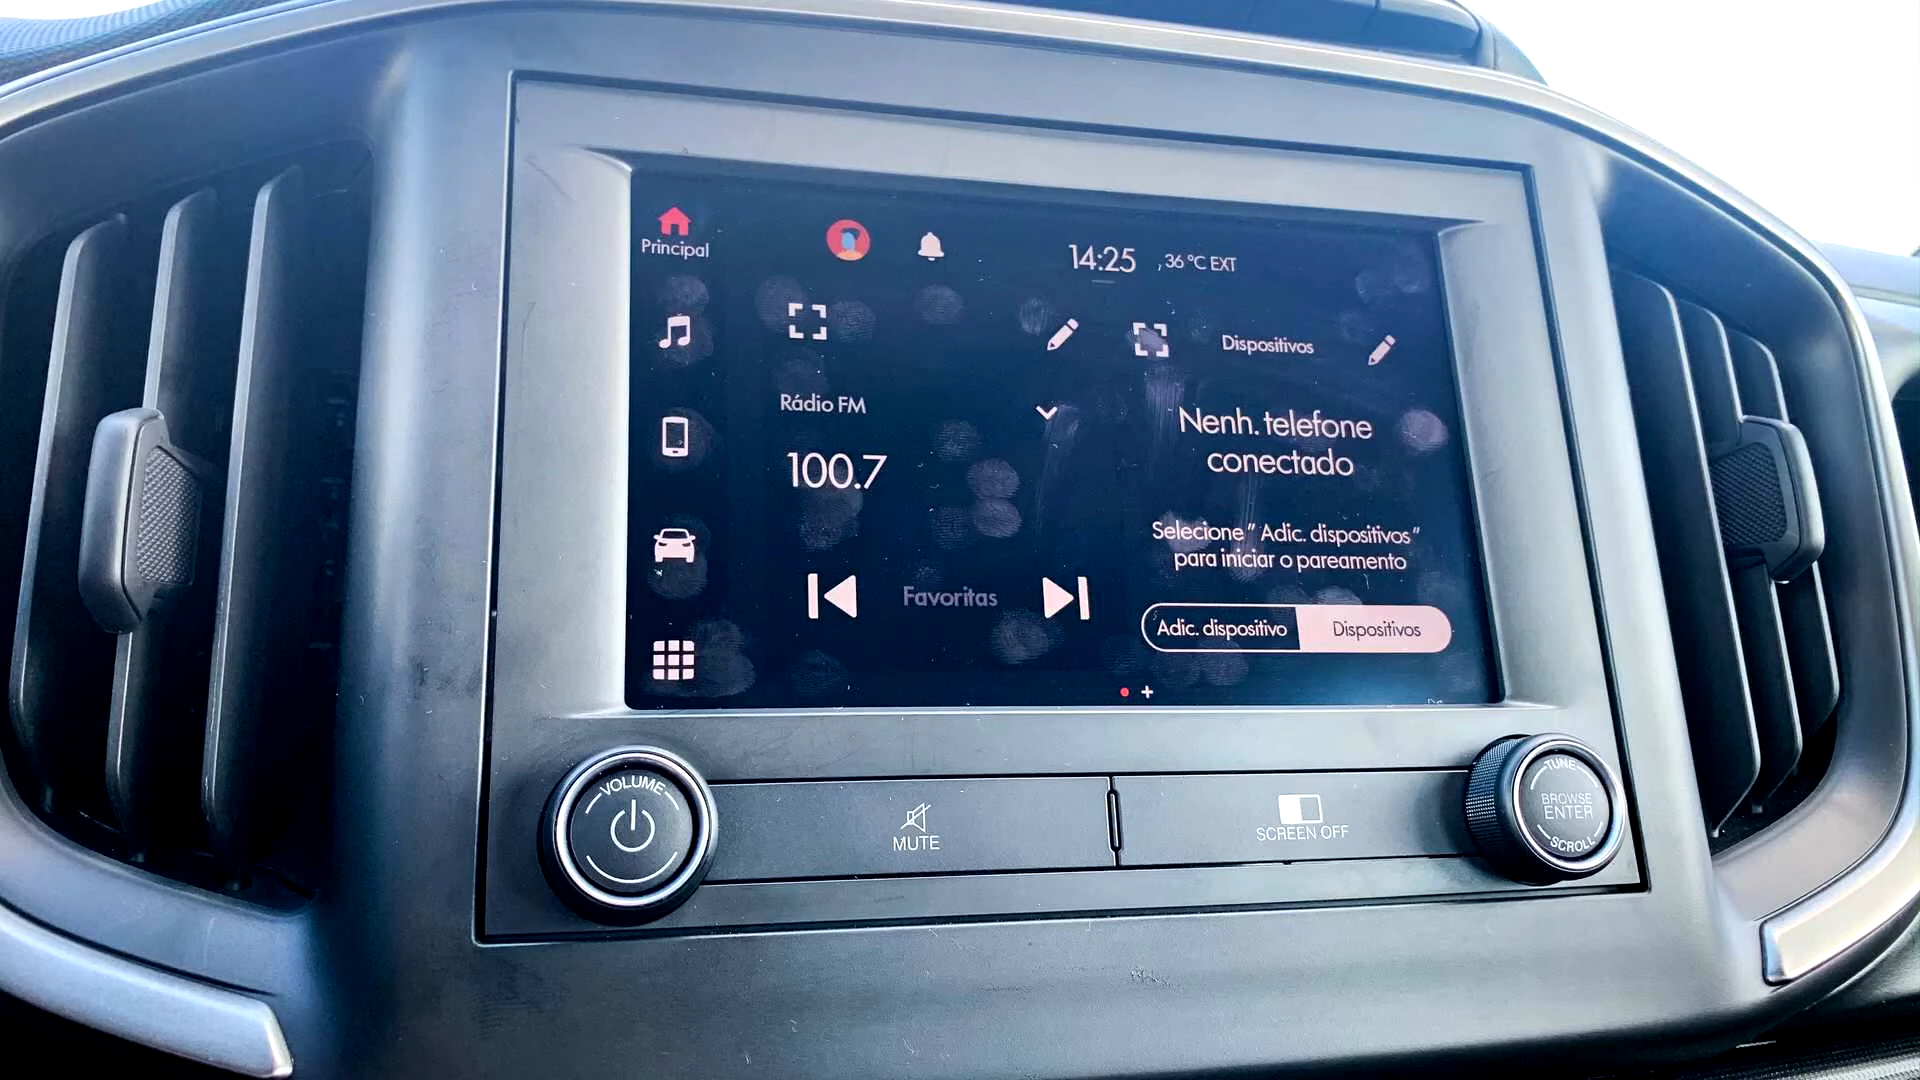 Principal
14:25 , 36 °C EXT
Dispositivos
Rádio FM
100.7
Favoritas
Nenh. telefone
conectado
Selecione " Adic. dispositivos "
para iniciar o pareamento
Adic. dispositivo
Dispositivos
VOLUME
MUTE
SCREEN OFF
TUNE
BROWSE
ENTER
SCROLL